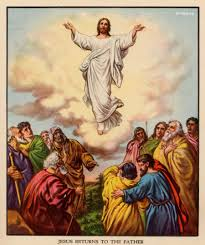 JESUS RETURNS TO THE FATHER